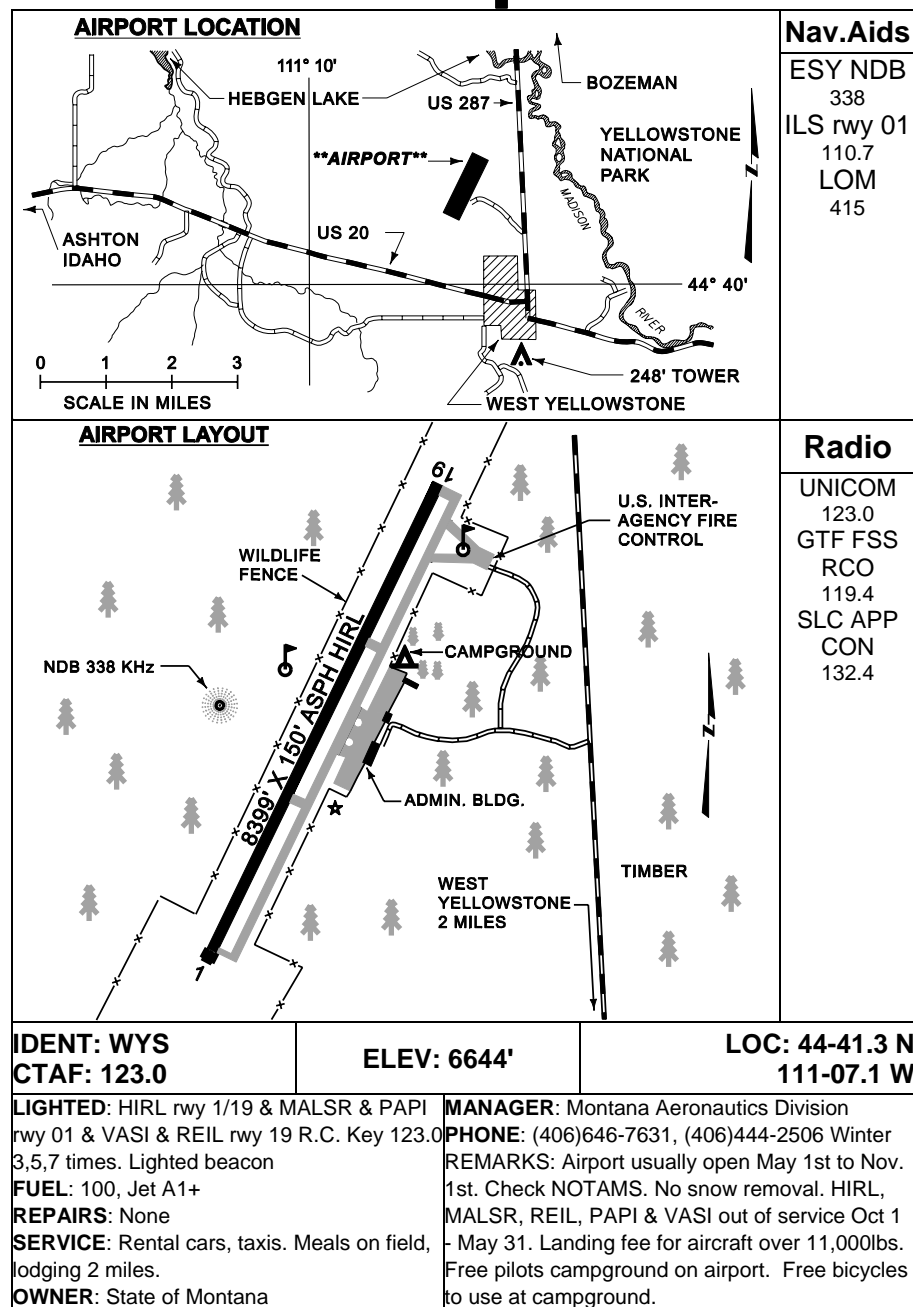 AIRPORT LOCATION
111° 10'
HEBGEN LAKE
US 287
BOZEMAN
YELLOWSTONE
NATIONAL
PARK
**AIRPORT**
MADISON
RIVER
N
ASHTON
IDAHO
US 20
44° 40'
0 1 2 3
SCALE IN MILES
248' TOWER
WEST YELLOWSTONE
Nav.Aids
ESY NDB
338
ILS rwy 01
110.7
LOM
415
AIRPORT LAYOUT
19
U.S. INTER-
AGENCY FIRE
CONTROL
WILDLIFE
FENCE
NDB 338 KHz
8399' X 150' ASPH HIRL
CAMPGROUND
N
ADMIN. BLDG.
TIMBER
WEST
YELLOWSTONE
2 MILES
1
Radio
UNICOM
123.0
GTF FSS
RCO
119.4
SLC APP
CON
132.4
IDENT: WYS
CTAF: 123.0
ELEV: 6644'
LOC: 44-41.3 N
111-07.1 W
LIGHTED: HIRL rwy 1/19 & MALSR & PAPI
rwy 01 & VASI & REIL rwy 19 R.C. Key 123.0
3,5,7 times. Lighted beacon
FUEL: 100, Jet A1+
REPAIRS: None
SERVICE: Rental cars, taxis. Meals on field,
lodging 2 miles.
OWNER: State of Montana
MANAGER: Montana Aeronautics Division
PHONE: (406)646-7631, (406)444-2506 Winter
REMARKS: Airport usually open May 1st to Nov.
1st. Check NOTAMS. No snow removal. HIRL,
MALSR, REIL, PAPI & VASI out of service Oct 1
- May 31. Landing fee for aircraft over 11,000lbs.
Free pilots campground on airport. Free bicycles
to use at campground.